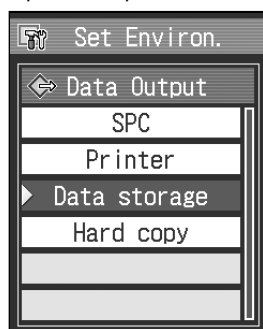 Set Environ.
Data Output
SPC
Printer
Data storage
Hard copy